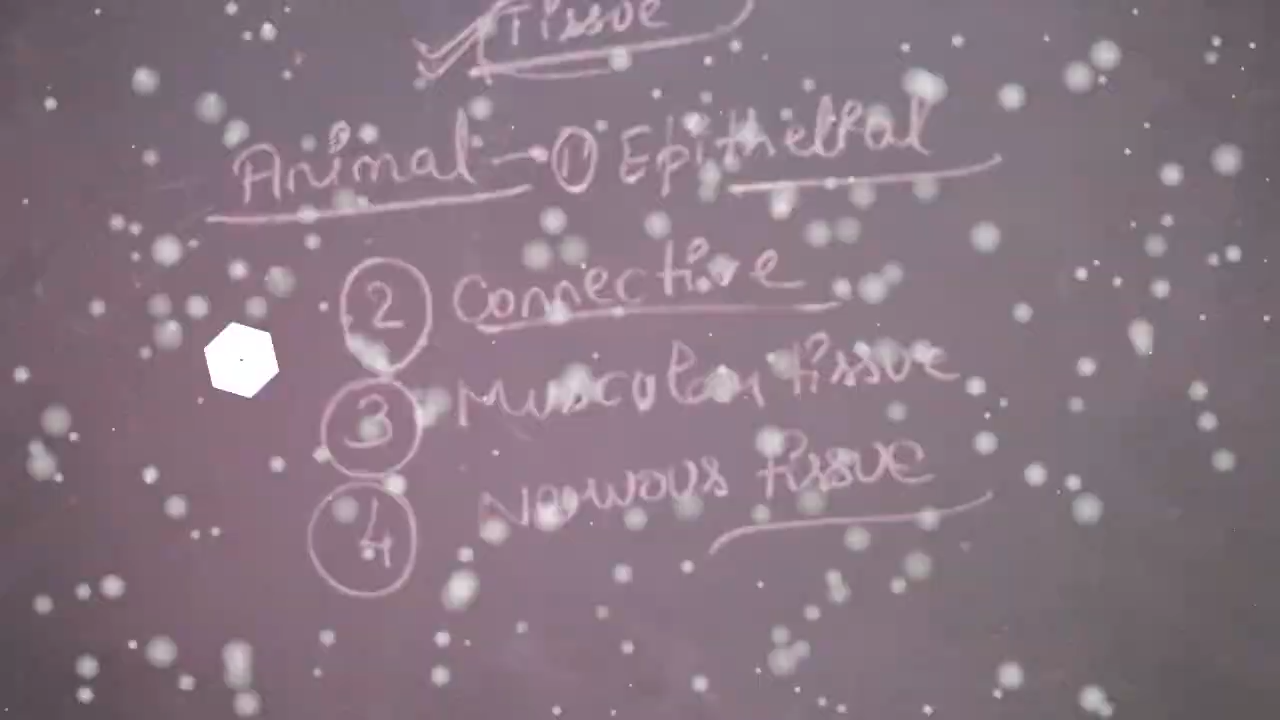 Tissue
Animal → ① Epithelial
② Connective
③ Muscular tissue
④ Nervous tissue